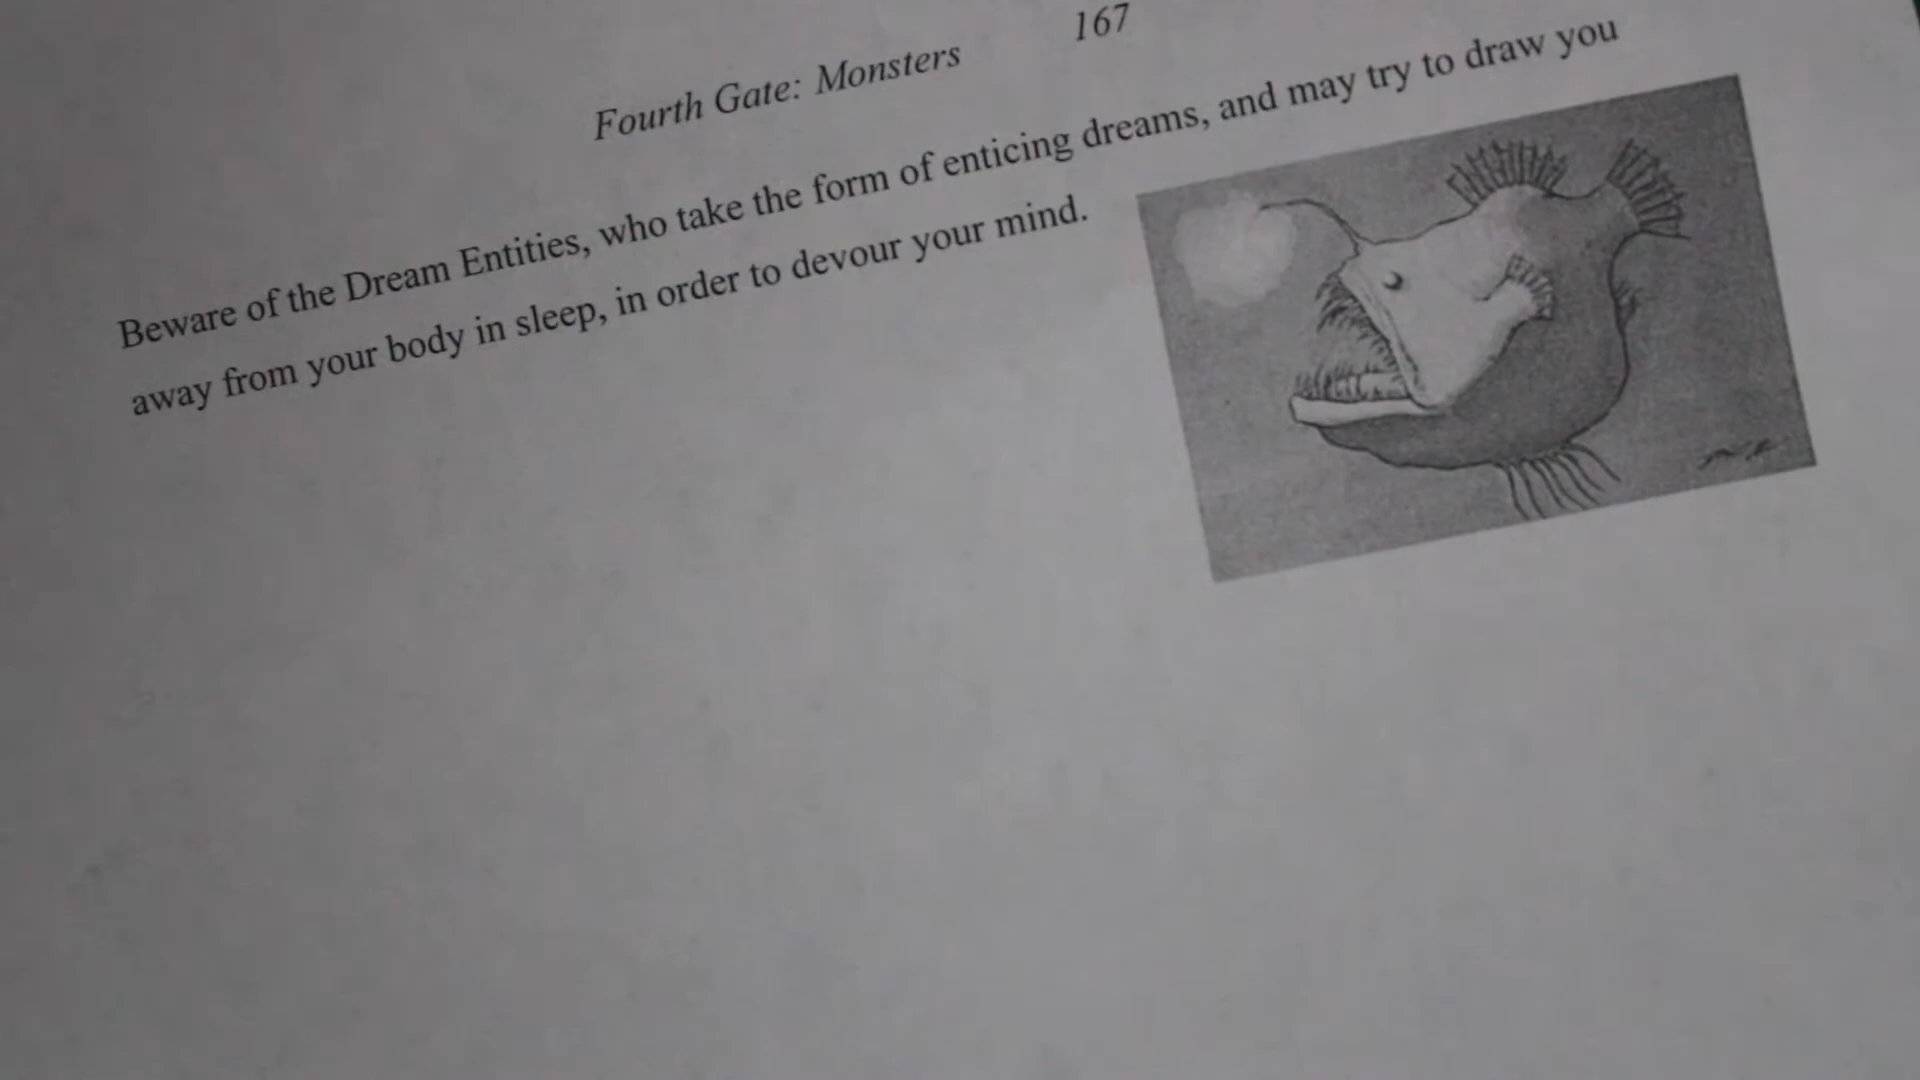 Fourth Gate: Monsters 167
Beware of the Dream Entities, who take the form of enticing dreams, and may try to draw you
away from your body in sleep, in order to devour your mind.